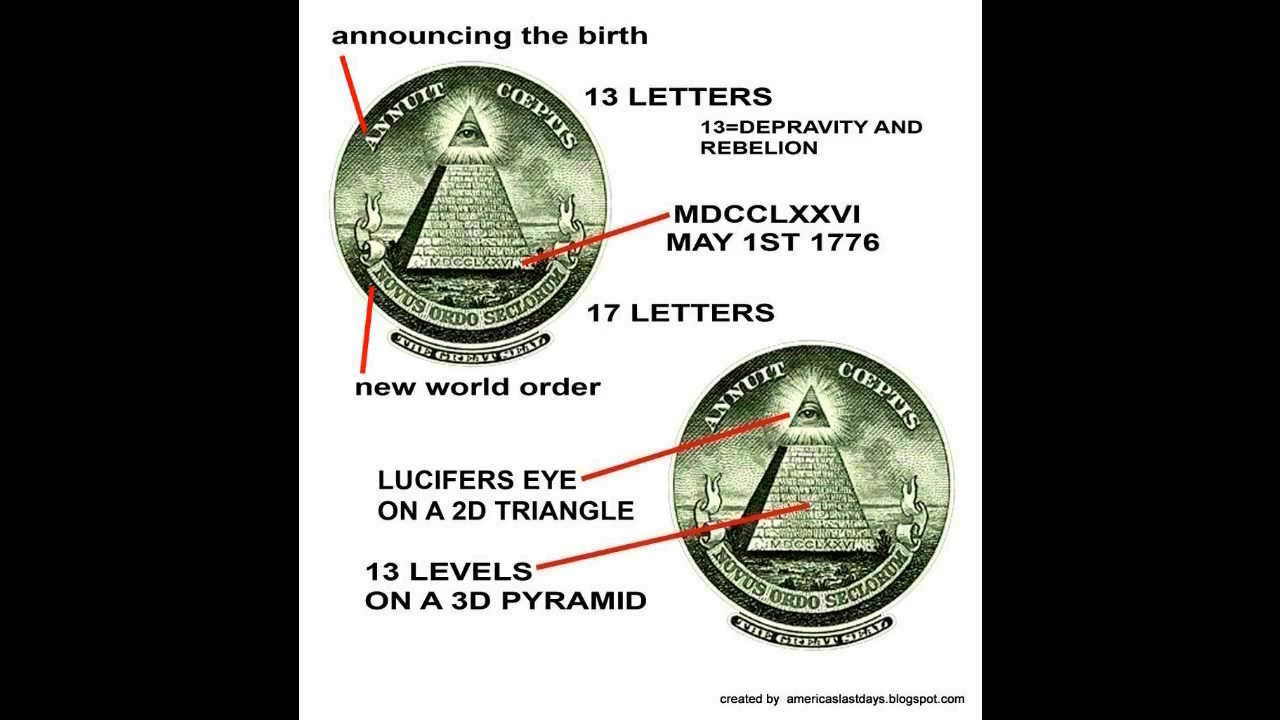 announcing the birth
ANNUIT CŒPTIS
13 LETTERS
13=DEPRAVITY AND
REBELION
MDCCLXXVI
MAY 1ST 1776
MDCCLXXVI
NOVUS ORDO SECLORUM
17 LETTERS
THE GREAT SEAL
new world order
ANNUIT CŒPTIS
LUCIFERS EYE
ON A 2D TRIANGLE
MDCCLXXVI
13 LEVELS
ON A 3D PYRAMID
NOVUS ORDO SECLORUM
THE GREAT SEAL
created by americaslastdays.blogspot.com